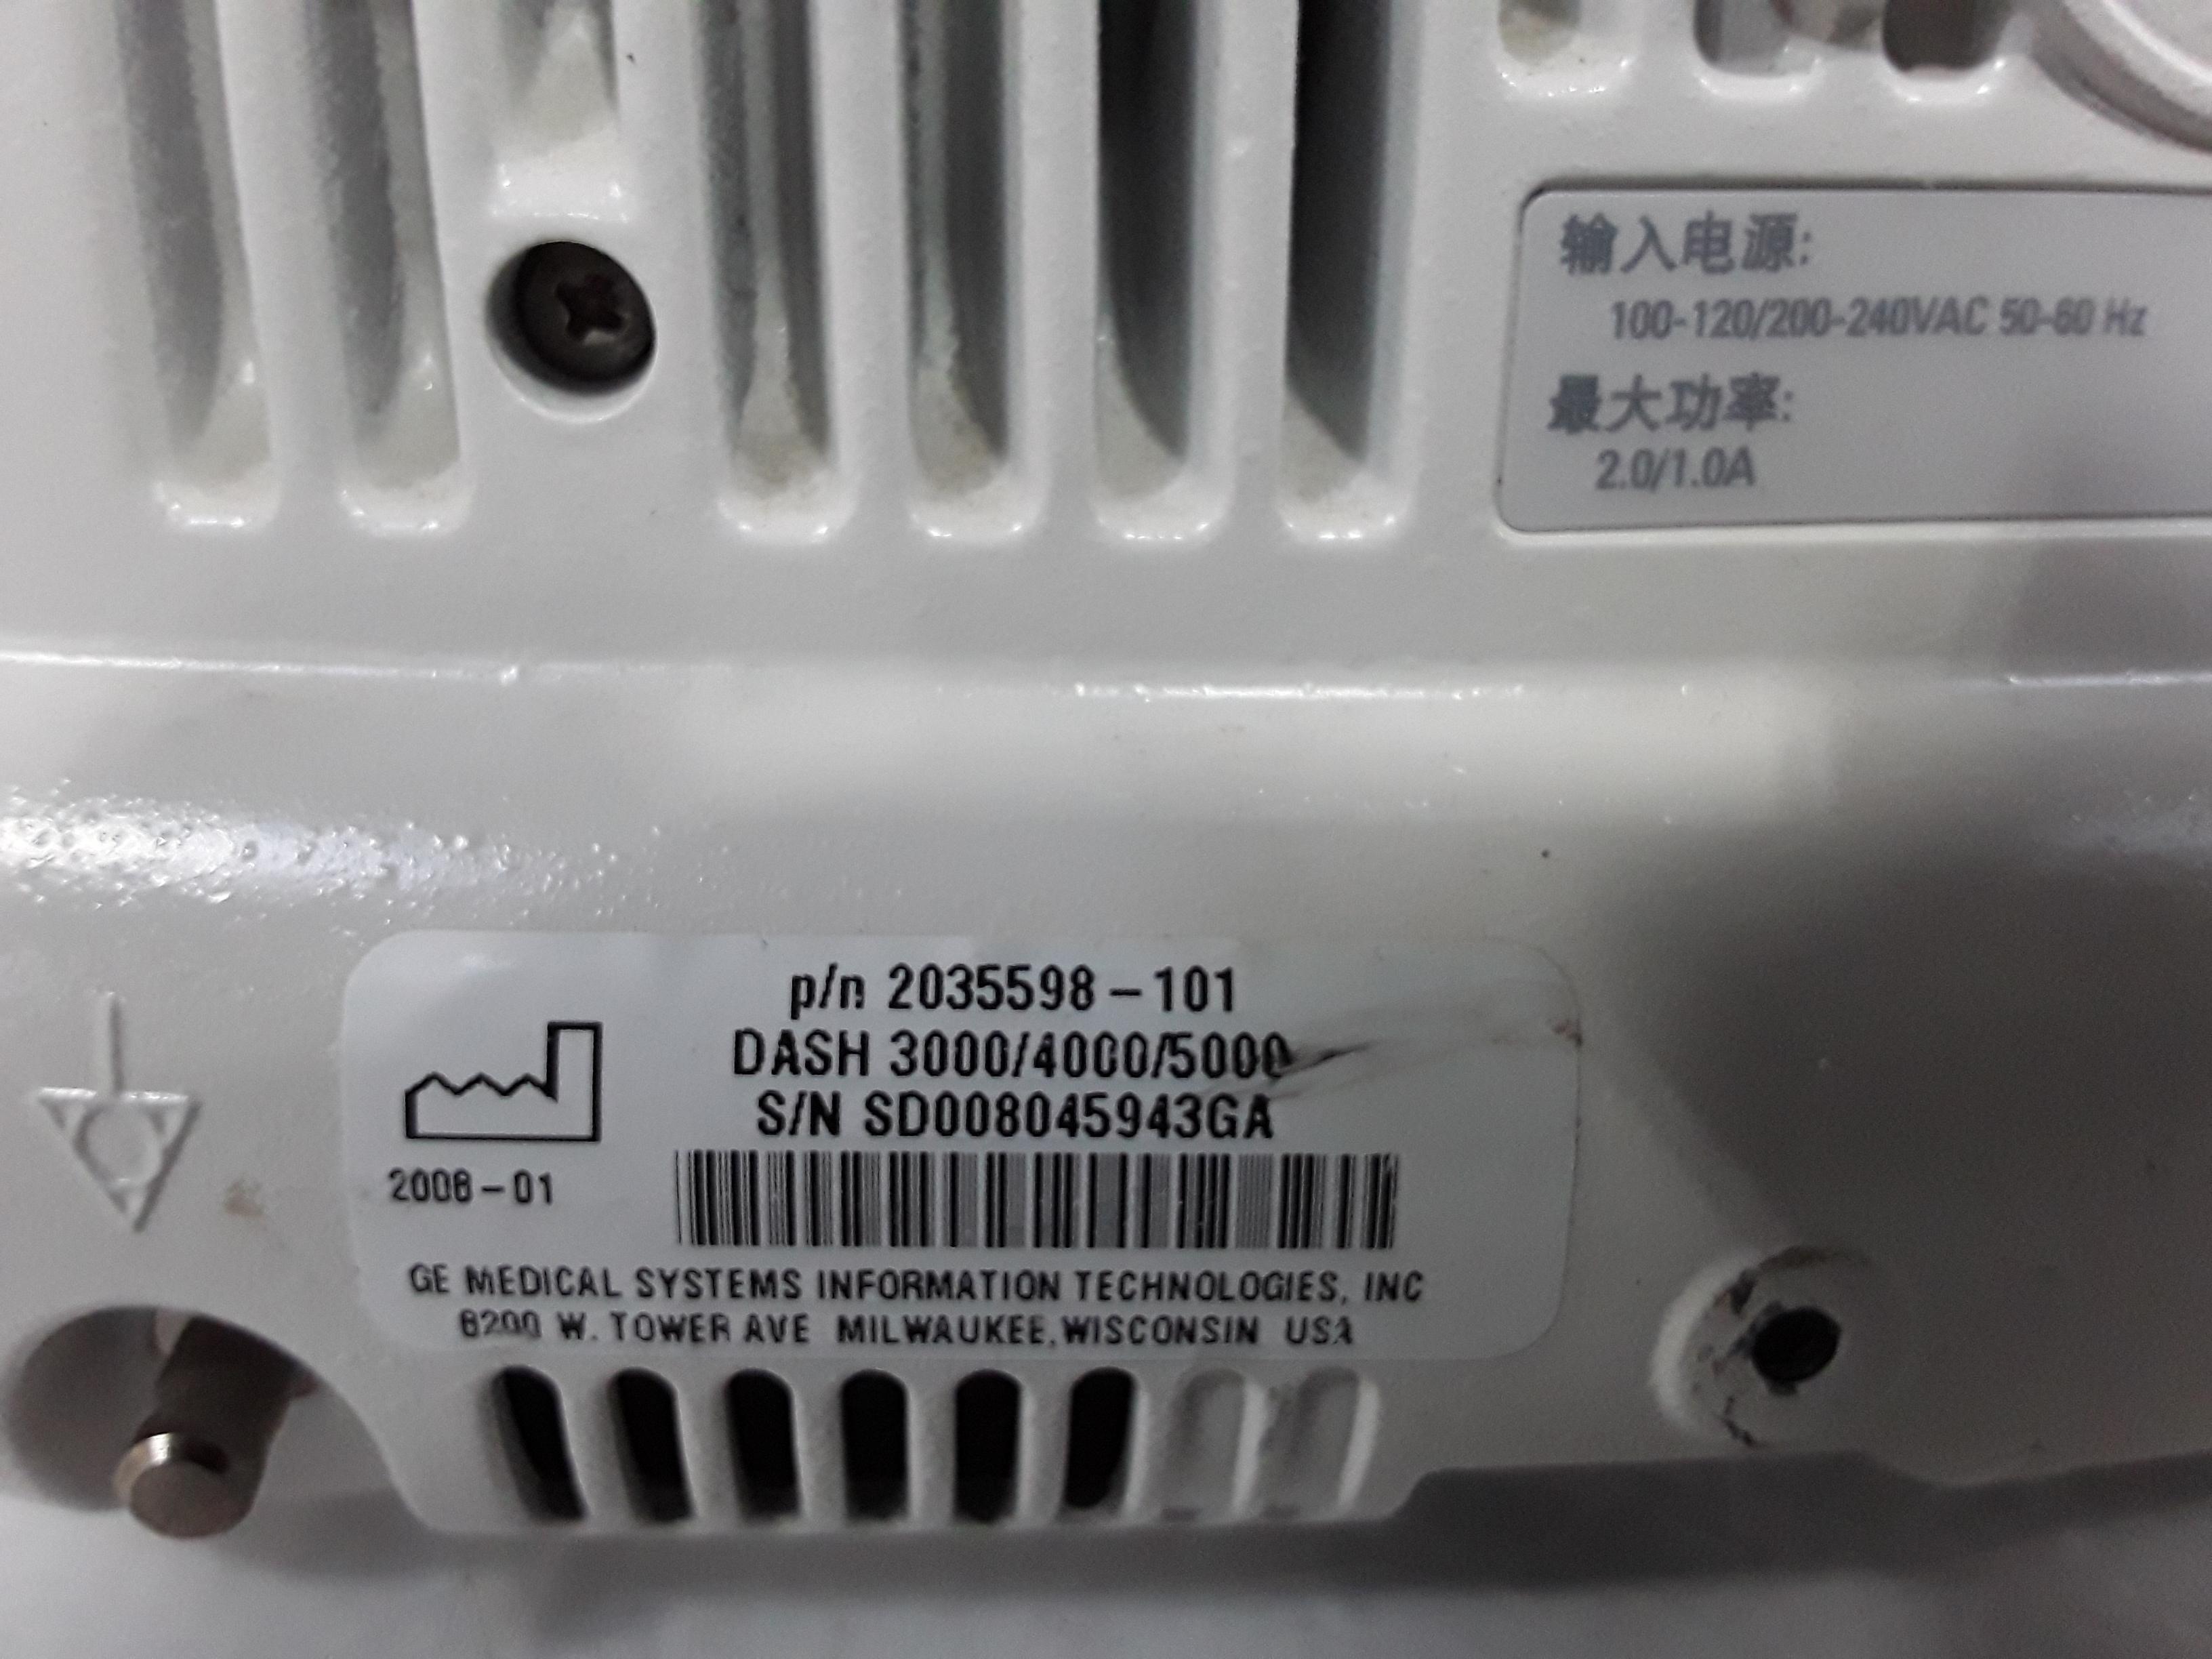 输入电源:
100-120/200-240VAC 50-60 Hz
最大功率:
2.0/1.0A
p/n 2035598-101
DASH 3000/4000/5000
S/N SD008045943GA
2008-01
GE MEDICAL SYSTEMS INFORMATION TECHNOLOGIES, INC
8200 W. TOWER AVE MILWAUKEE, WISCONSIN USA